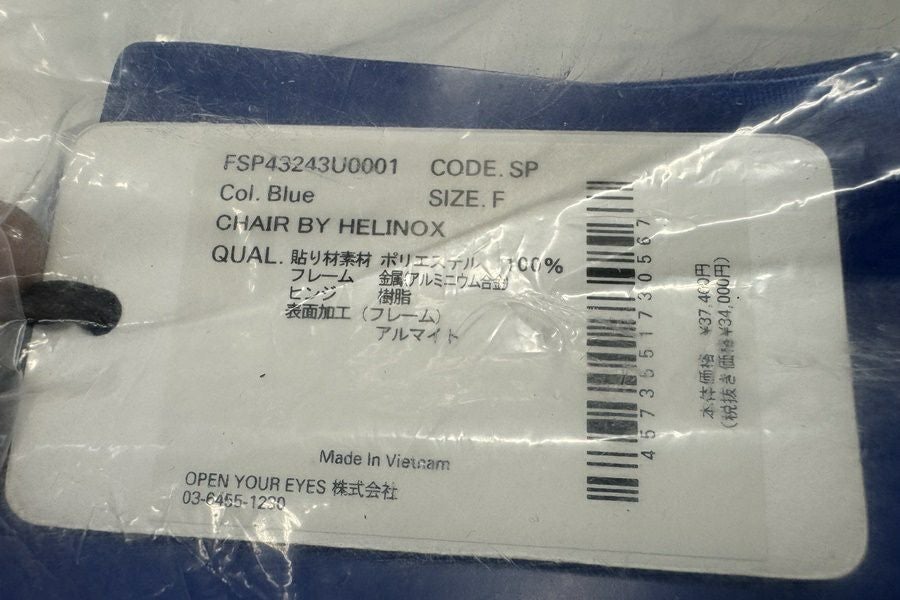 FSP43243U0001 CODE. SP
Col. Blue SIZE. F
CHAIR BY HELINOX
QUAL. 貼り材素材 ポリエステル 100%
フレーム 金属(アルミニウム合金)
ヒンジ 樹脂
表面加工 (フレーム)
アルマイト
Made In Vietnam
OPEN YOUR EYES 株式会社
03-6455-1230
4573551730567
本体価格 ¥37,400円
(税抜き価格¥34,000円)